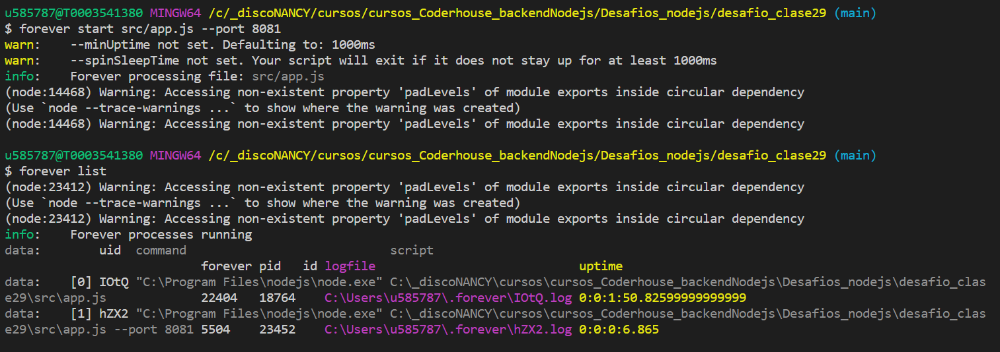 u585787@T0003541380 MINGW64 /c/_discoNANCY/cursos/cursos_Coderhouse_backendNodejs/Desafios_nodejs/desafio_clase29 (main)
$ forever start src/app.js --port 8081
warn:    --minUptime not set. Defaulting to: 1000ms
warn:    --spinSleepTime not set. Your script will exit if it does not stay up for at least 1000ms
info:    Forever processing file: src/app.js
(node:14468) Warning: Accessing non-existent property 'padLevels' of module exports inside circular dependency
(Use `node --trace-warnings ...` to show where the warning was created)
(node:14468) Warning: Accessing non-existent property 'padLevels' of module exports inside circular dependency
u585787@T0003541380 MINGW64 /c/_discoNANCY/cursos/cursos_Coderhouse_backendNodejs/Desafios_nodejs/desafio_clase29 (main)
$ forever list
(node:23412) Warning: Accessing non-existent property 'padLevels' of module exports inside circular dependency
(Use `node --trace-warnings ...` to show where the warning was created)
(node:23412) Warning: Accessing non-existent property 'padLevels' of module exports inside circular dependency
info:    Forever processes running
data:        uid  command                            script
forever pid   id logfile                            uptime
data:    [0] IOtQ "C:\Program Files\nodejs\node.exe" C:\_discoNANCY\cursos\cursos_Coderhouse_backendNodejs\Desafios_nodejs\desafio_clas
e29\src\app.js             22404   18764    C:\Users\u585787\.forever\IOtQ.log 0:0:1:50.82599999999999
data:    [1] hZX2 "C:\Program Files\nodejs\node.exe" C:\_discoNANCY\cursos\cursos_Coderhouse_backendNodejs\Desafios_nodejs\desafio_clas
e29\src\app.js --port 8081 5504    23452    C:\Users\u585787\.forever\hZX2.log 0:0:0:6.865